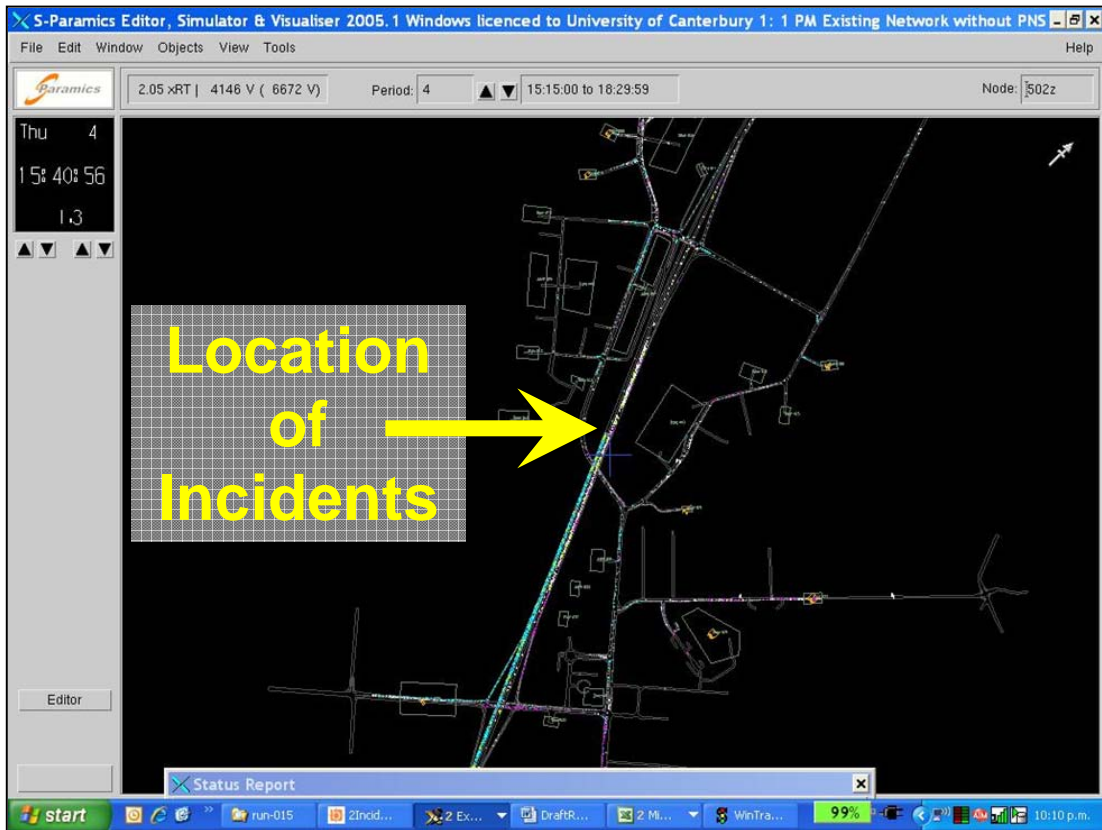 S-Paramics Editor, Simulator & Visualiser 2005.1 Windows licenced to University of Canterbury 1: 1 PM Existing Network without PNS
File Edit Window Objects View Tools Help
Paramics 2.05 xRT | 4146 V ( 6672 V) Period: 4 15:15:00 to 18:29:59 Node: 502z
Thu 4
15: 40: 56
1.3
Location
of
Incidents
Editor
Status Report
start run-015 2Incid... 2 Ex... DraftR... 2 Mi... WinTra... 99% 10:10 p.m.